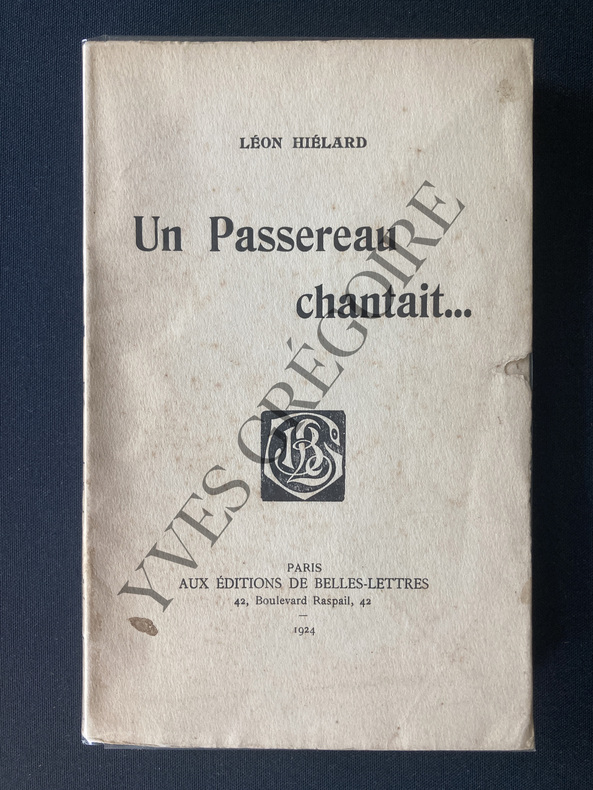 LÉON HIÉLARD
Un Passereau
chantait...
PARIS
AUX ÉDITIONS DE BELLES-LETTRES
42, Boulevard Raspail, 42
1924
YVES GRÉGOIRE